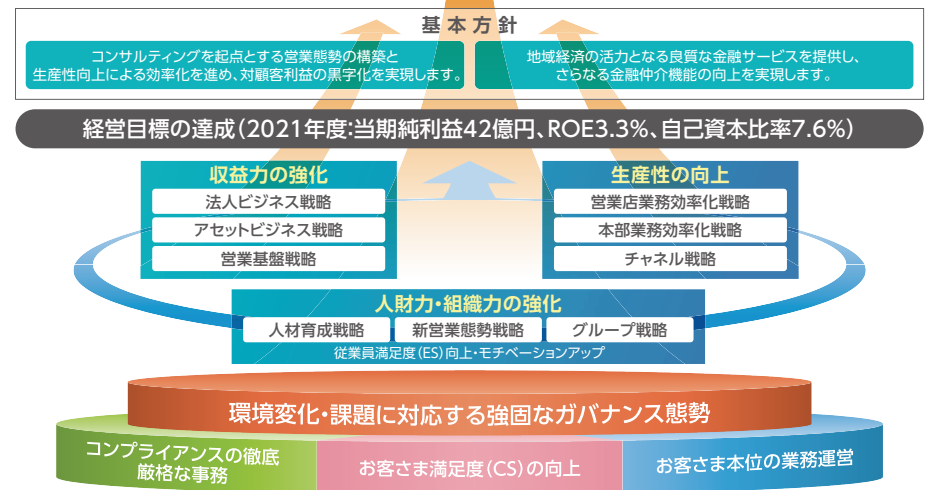 基本方針
コンサルティングを起点とする営業態勢の構築と
生産性向上による効率化を進め、対顧客利益の黒字化を実現します。
地域経済の活力となる良質な金融サービスを提供し、
さらなる金融仲介機能の向上を実現します。
経営目標の達成（2021年度：当期純利益42億円、ROE3.3%、自己資本比率7.6%）
収益力の強化
法人ビジネス戦略
アセットビジネス戦略
営業基盤戦略
生産性の向上
営業店業務効率化戦略
本部業務効率化戦略
チャネル戦略
人財力・組織力の強化
人材育成戦略
新営業態勢戦略
グループ戦略
従業員満足度（ES）向上・モチベーションアップ
環境変化・課題に対応する強固なガバナンス態勢
コンプライアンスの徹底
厳格な事務
お客さま満足度（CS）の向上
お客さま本位の業務運営